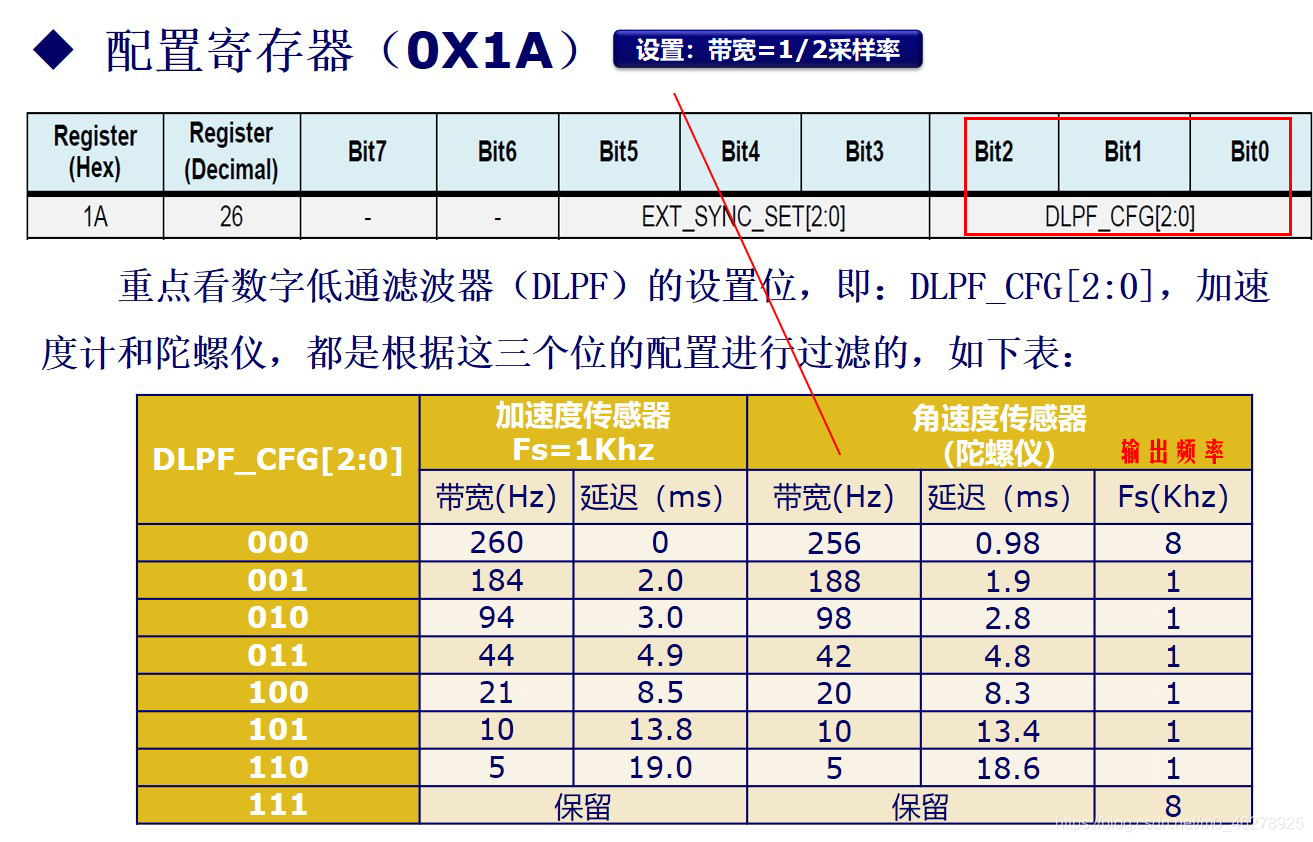 ◆ 配置寄存器（0X1A） 设置：带宽=1/2采样率
Register (Hex) Register (Decimal) Bit7 Bit6 Bit5 Bit4 Bit3 Bit2 Bit1 Bit0
1A 26 - - EXT_SYNC_SET[2:0] DLPF_CFG[2:0]
重点看数字低通滤波器（DLPF）的设置位，即：DLPF_CFG[2:0]，加速
度计和陀螺仪，都是根据这三个位的配置进行过滤的，如下表：
DLPF_CFG[2:0] 加速度传感器 Fs=1Khz 角速度传感器 (陀螺仪) 输出频率
带宽(Hz) 延迟（ms) 带宽(Hz) 延迟（ms) Fs(Khz)
000 260 0 256 0.98 8
001 184 2.0 188 1.9 1
010 94 3.0 98 2.8 1
011 44 4.9 42 4.8 1
100 21 8.5 20 8.3 1
101 10 13.8 10 13.4 1
110 5 19.0 5 18.6 1
111 保留 保留 8
https://blog.csdn.net/m0_46278925